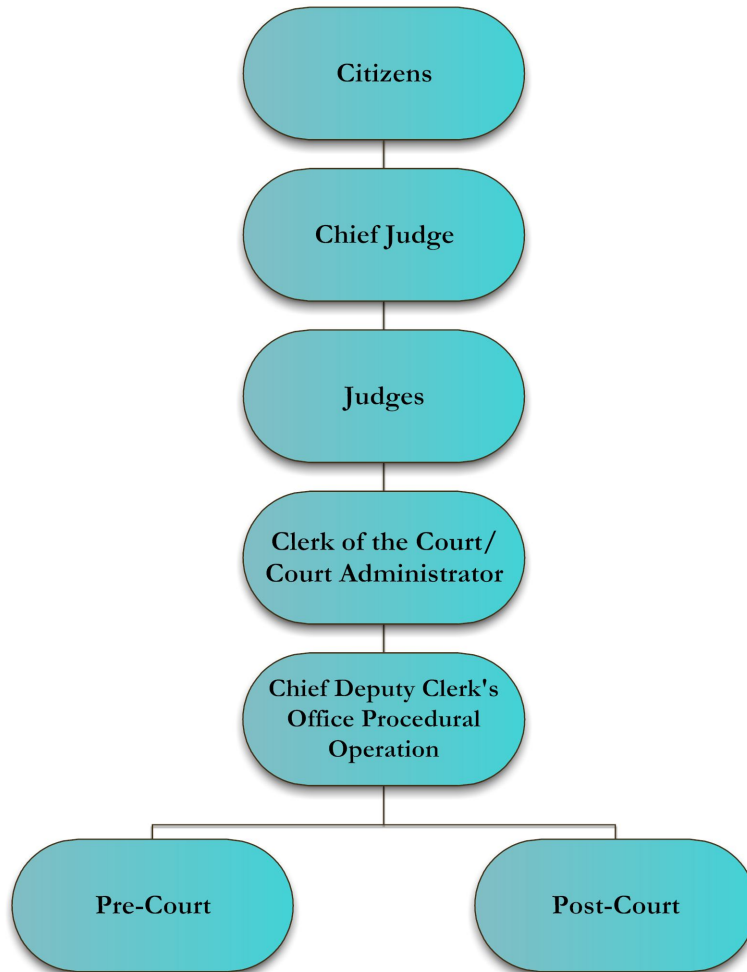 Citizens
Chief Judge
Judges
Clerk of the Court/
Court Administrator
Chief Deputy Clerk's
Office Procedural
Operation
Pre-Court
Post-Court